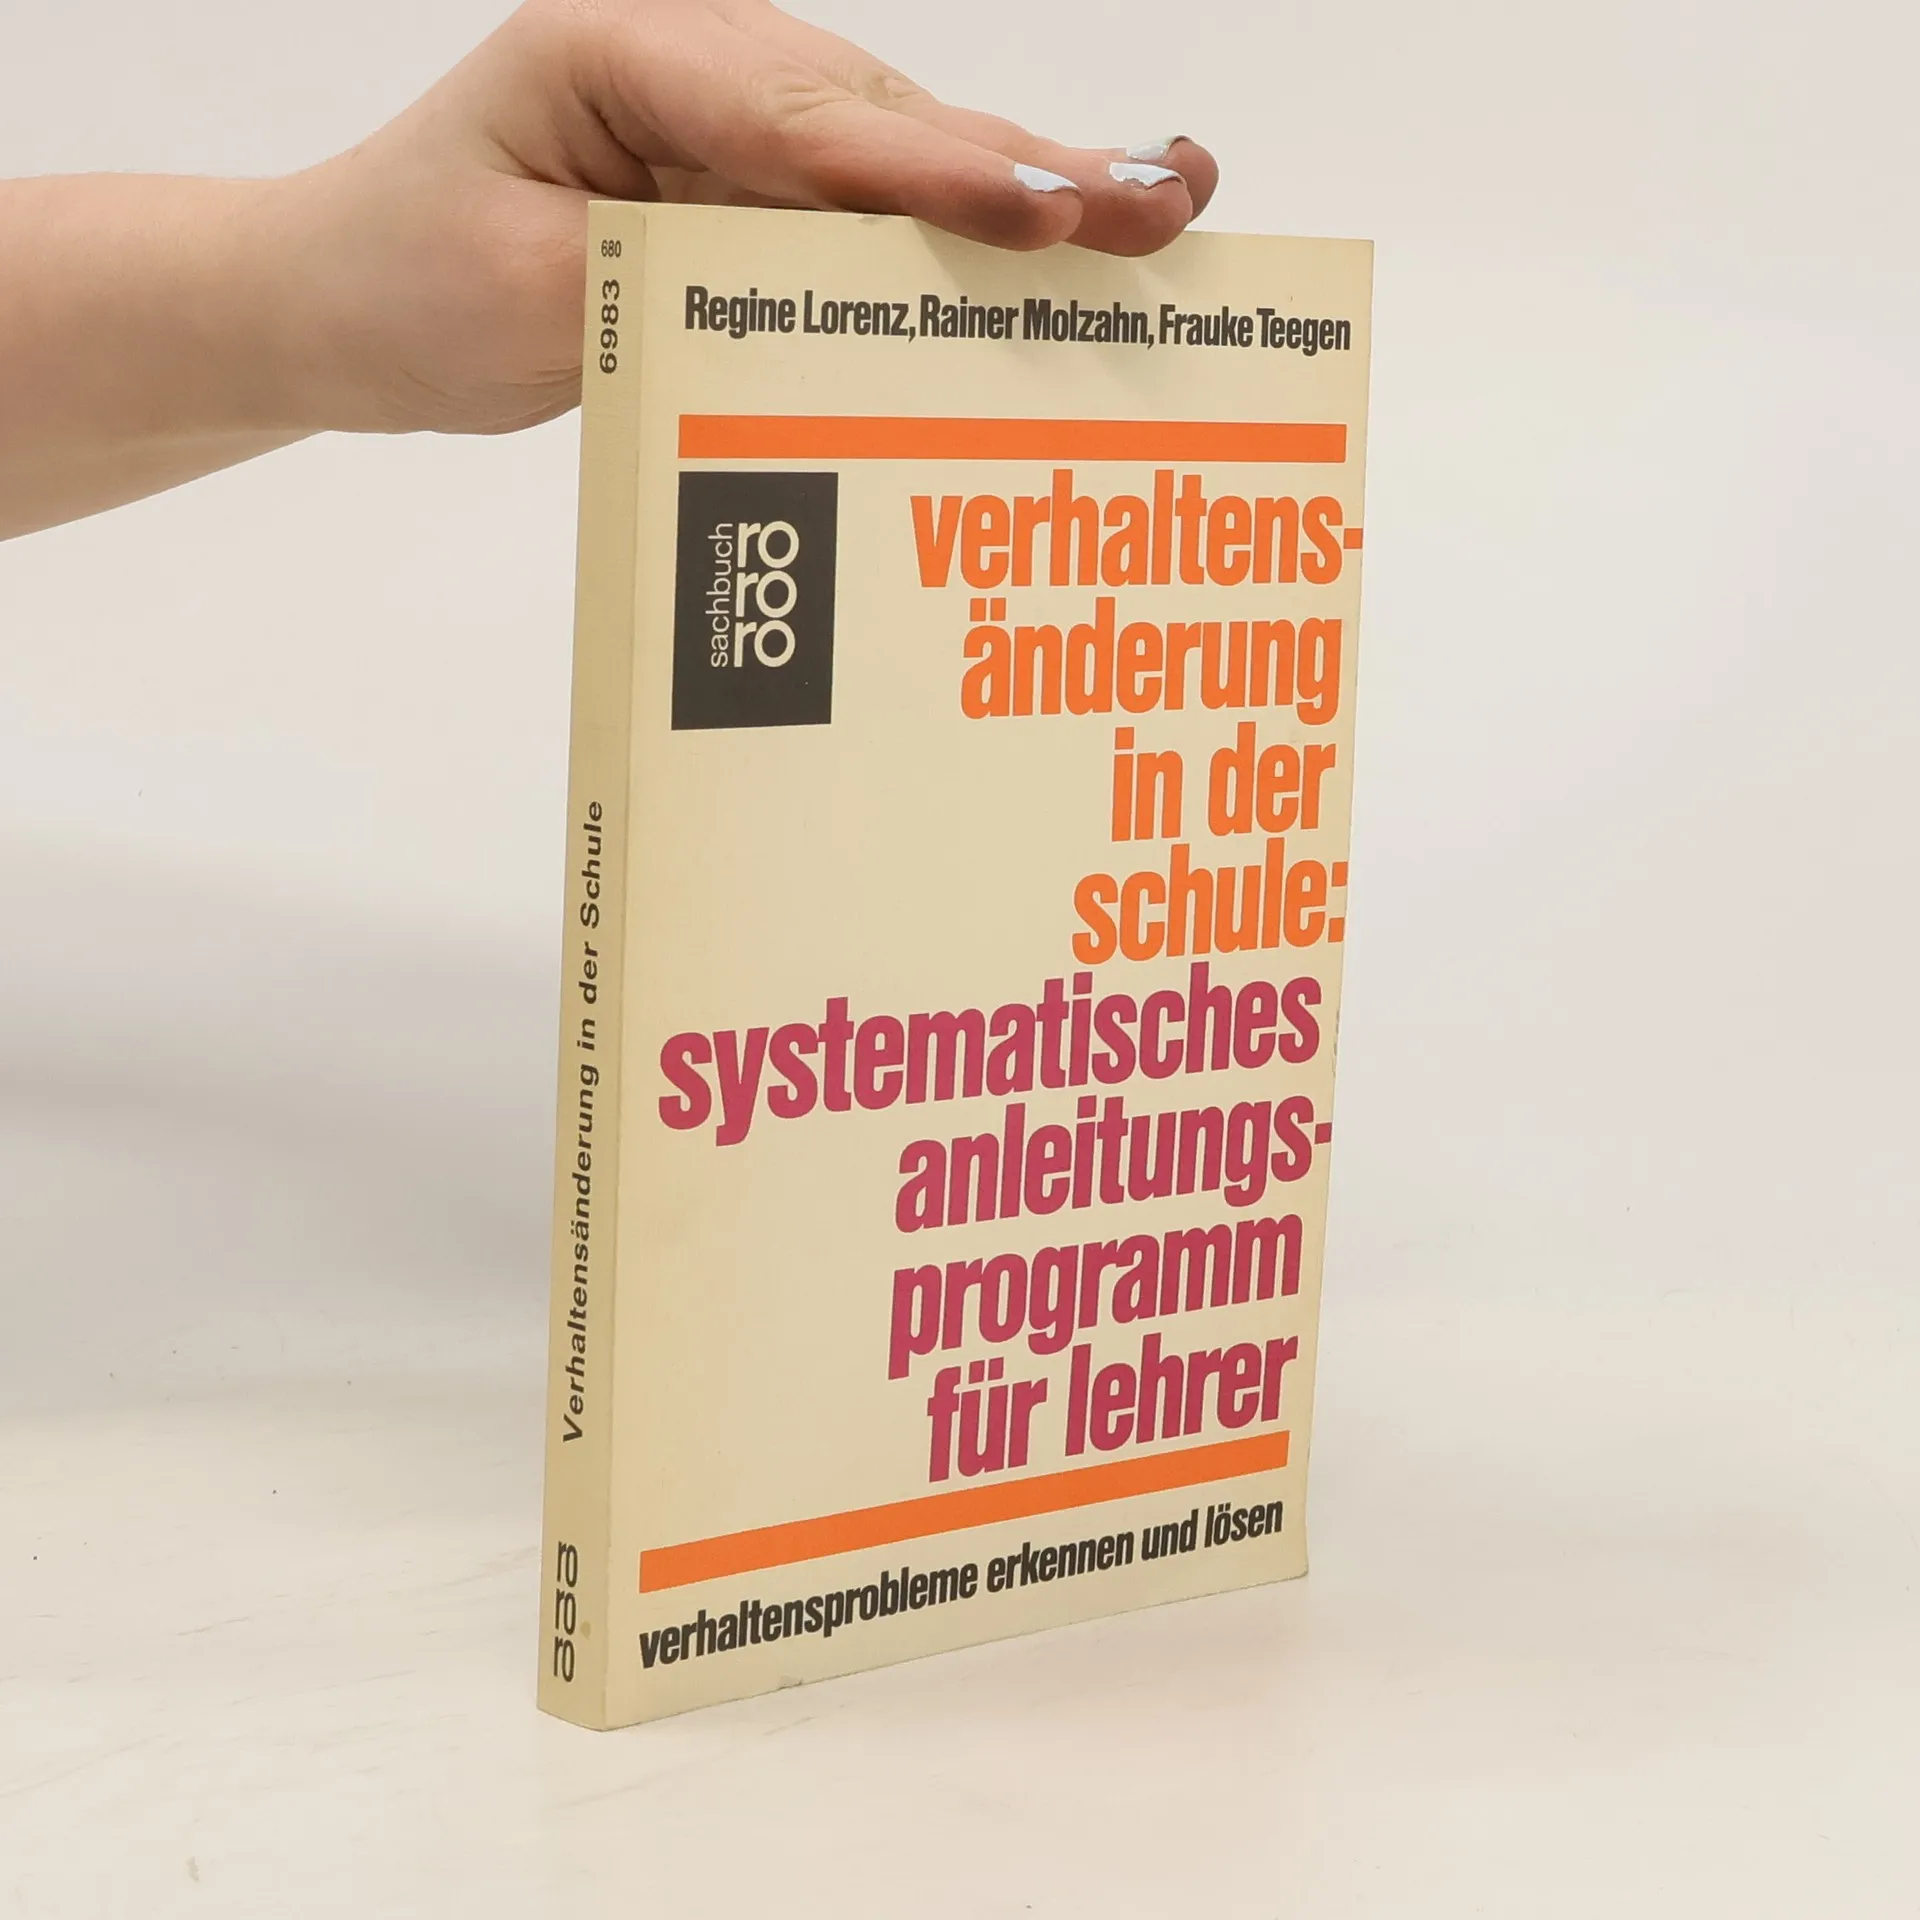 680
6983
Verhaltensänderung in der Schule
ro
ro
ro
Regine Lorenz, Rainer Molzahn, Frauke Teegen
sachbuch
ro
ro
ro
verhaltens-
änderung
in der
schule:
systematisches
anleitungs-
programm
für lehrer
verhaltensprobleme erkennen und lösen